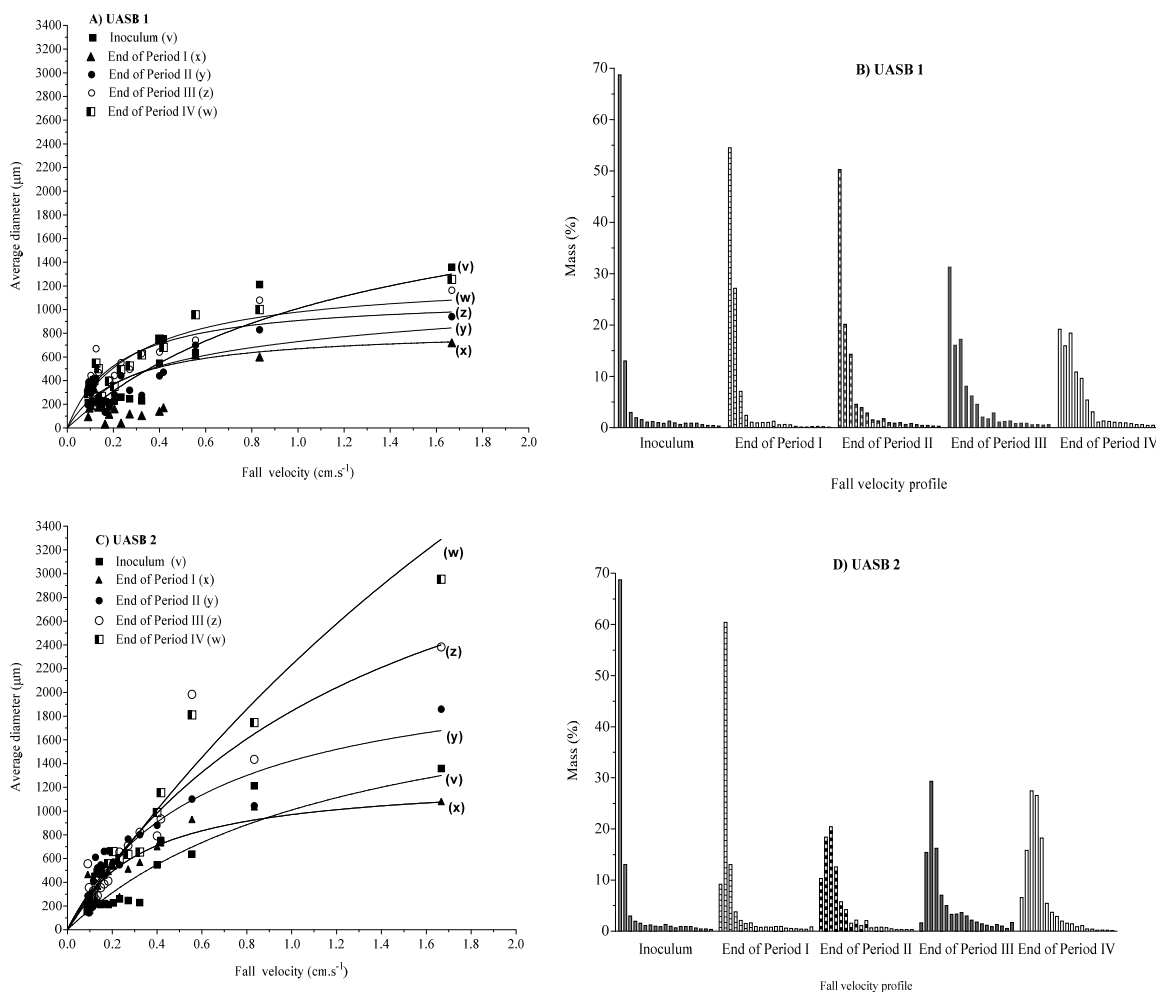 A) UASB 1
Inoculum (v)
End of Period I (x)
End of Period II (y)
End of Period III (z)
End of Period IV (w)
3400
3200
3000
2800
2600
2400
2200
2000
1800
1600
1400
1200
1000
800
600
400
200
0
Average diameter (μm)
(v)
(w)
(z)
(y)
(x)
0.0 0.2 0.4 0.6 0.8 1.0 1.2 1.4 1.6 1.8 2.0
Fall velocity (cm.s-1)
B) UASB 1
70
60
50
40
30
20
10
0
Mass (%)
Inoculum End of Period I End of Period II End of Period III End of Period IV
Fall velocity profile
C) UASB 2
Inoculum (v)
End of Period I (x)
End of Period II (y)
End of Period III (z)
End of Period IV (w)
3400
3200
3000
2800
2600
2400
2200
2000
1800
1600
1400
1200
1000
800
600
400
200
0
Average diameter (μm)
(w)
(z)
(y)
(v)
(x)
0.0 0.2 0.4 0.6 0.8 1.0 1.2 1.4 1.6 1.8 2.0
Fall velocity (cm.s-1)
D) UASB 2
70
60
50
40
30
20
10
0
Mass (%)
Inoculum End of Period I End of Period II End of Period III End of Period IV
Fall velocity profile